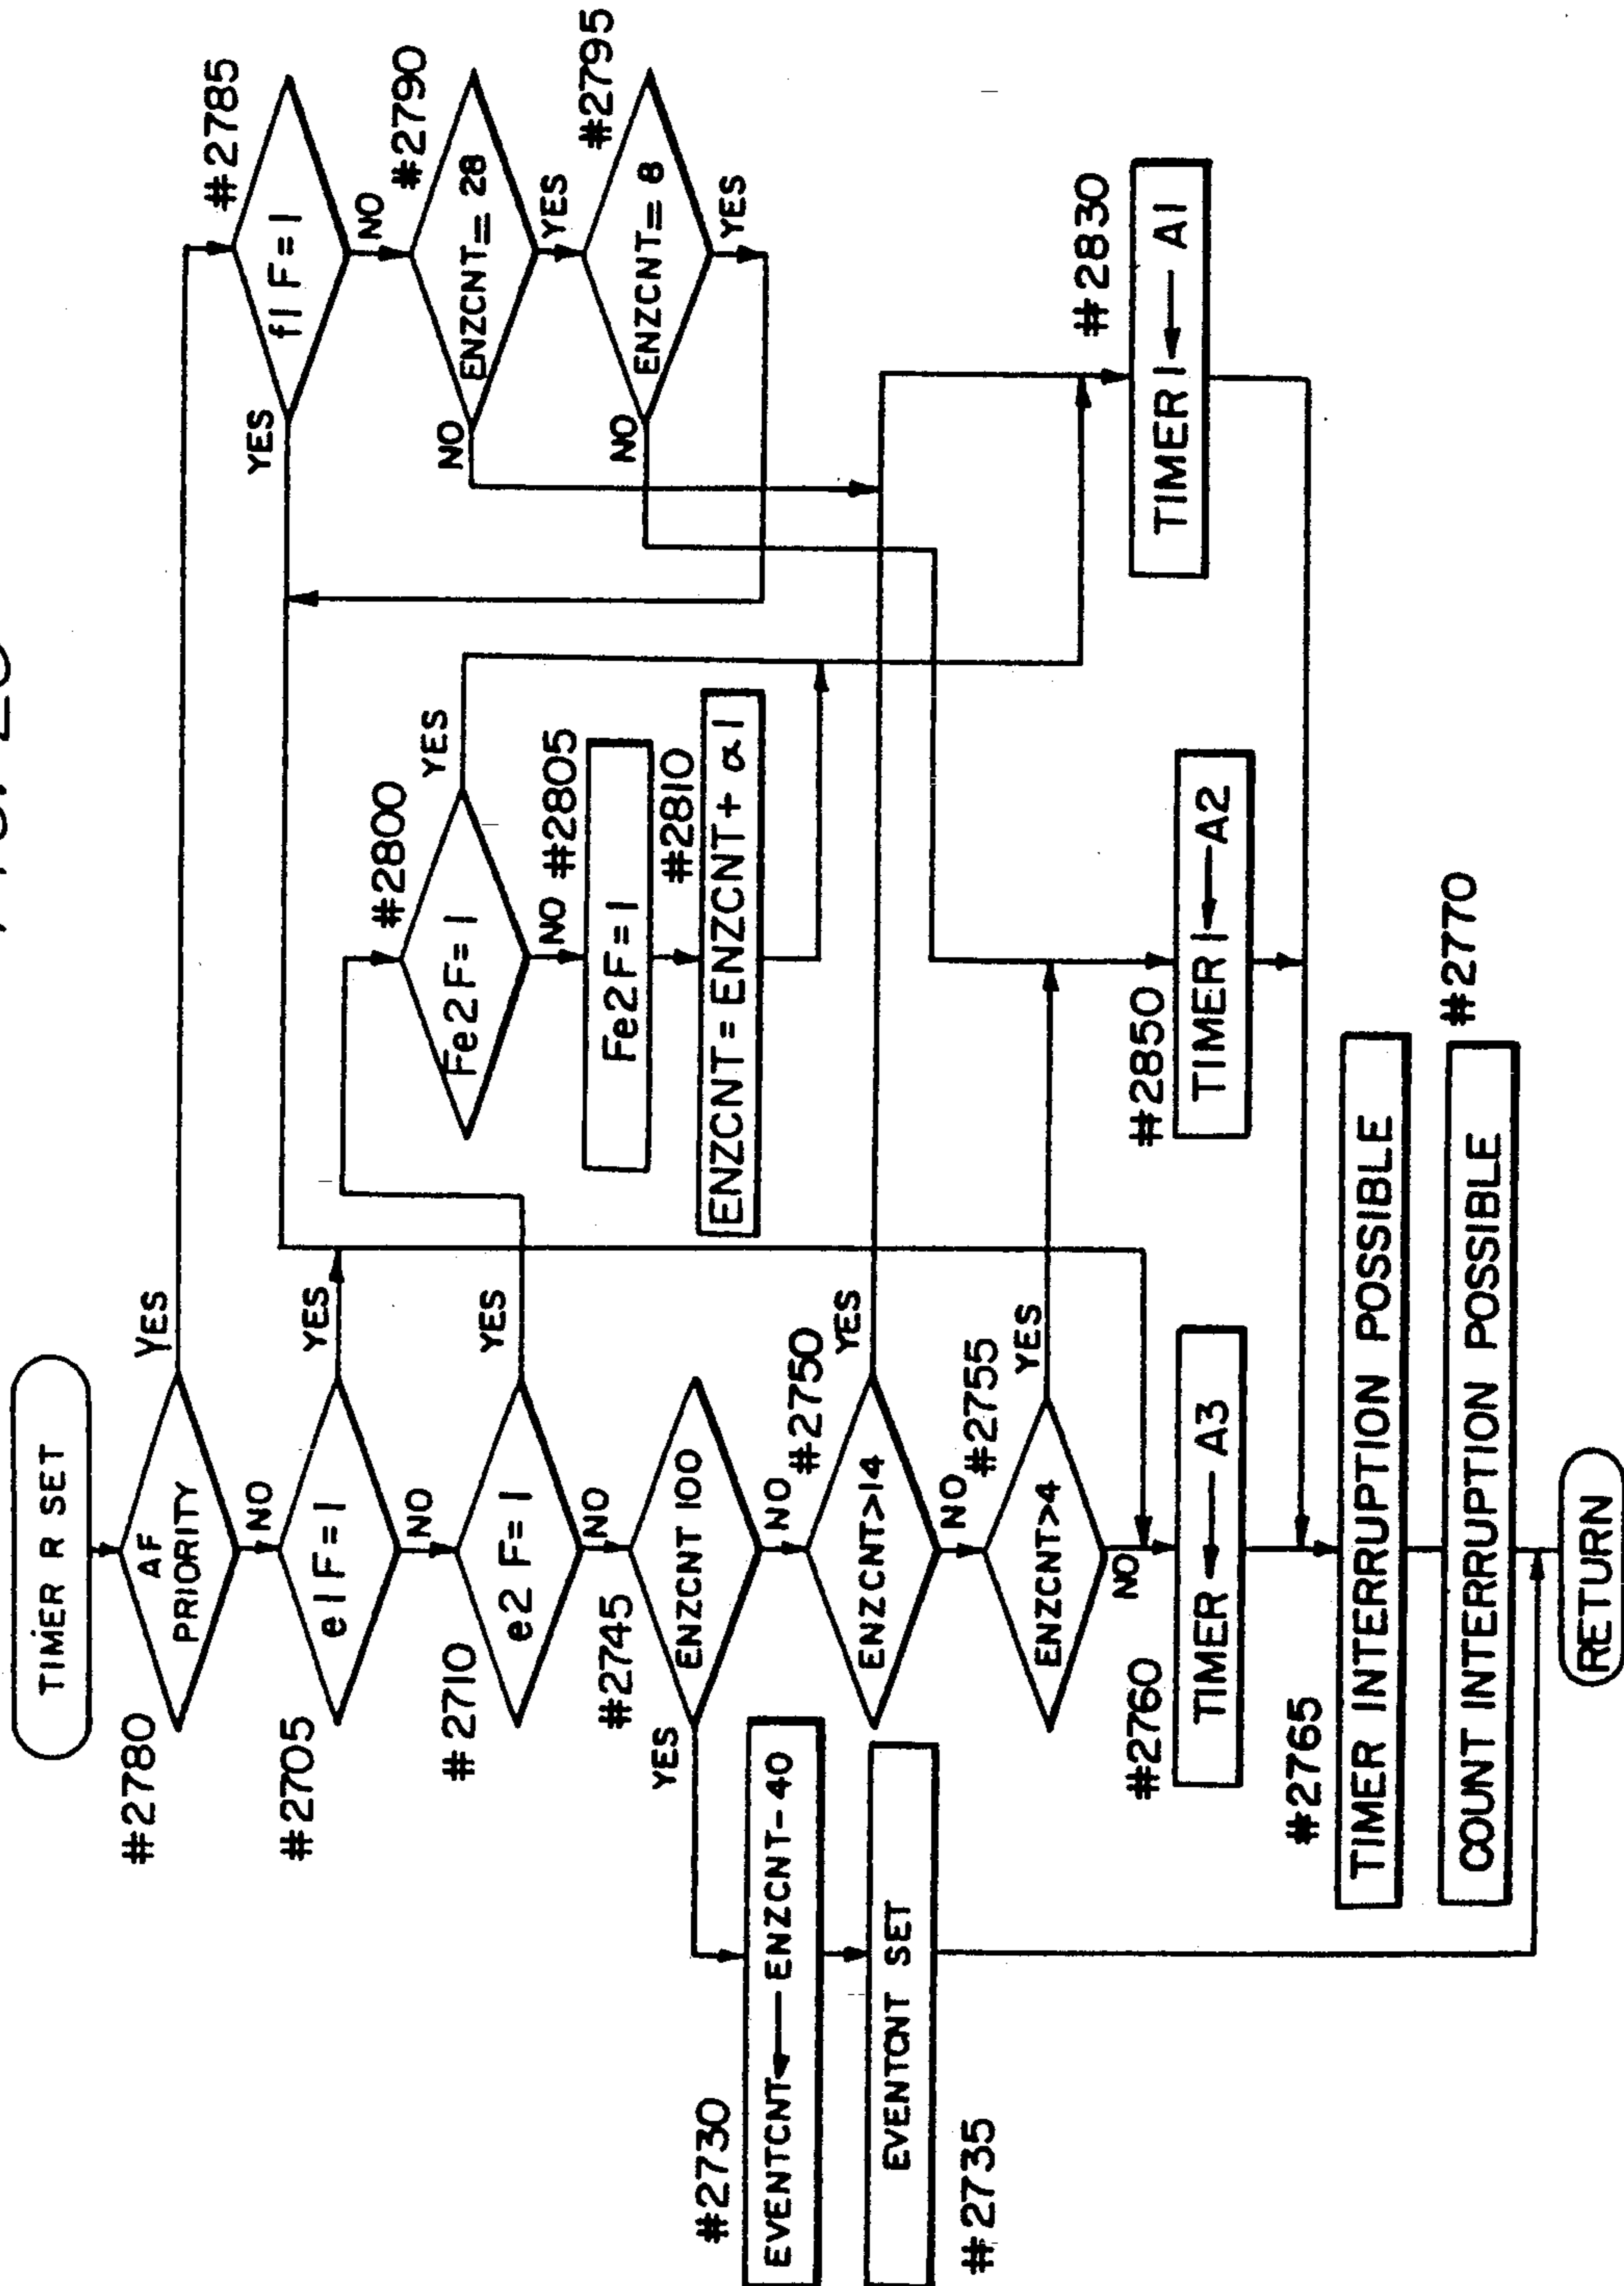 TIMER R SET
#2780
AF
PRIORITY
YES
NO
#2705
e1F=1
YES
NO
#2710
e2F=1
YES
NO
#2745
ENZCNT 100
YES
NO
#2730
EVENTCNT←ENZCNT-40
EVENTCNT SET
#2735
#2750
ENZCNT>14
YES
NO
#2755
ENZCNT>4
YES
NO
#2760
TIMER ← A3
#2765
TIMER INTERRUPTION POSSIBLE
COUNT INTERRUPTION POSSIBLE
#2770
RETURN
#2800
Fe2F=1
YES
NO
#2805
Fe2F=1
#2810
ENZCNT=ENZCNT+α1
#2850
TIMER1←A2
#2785
f1F=1
YES
NO
#2790
ENZCNT=28
NO
YES
#2795
ENZCNT=8
NO
YES
#2830
TIMER1←A1